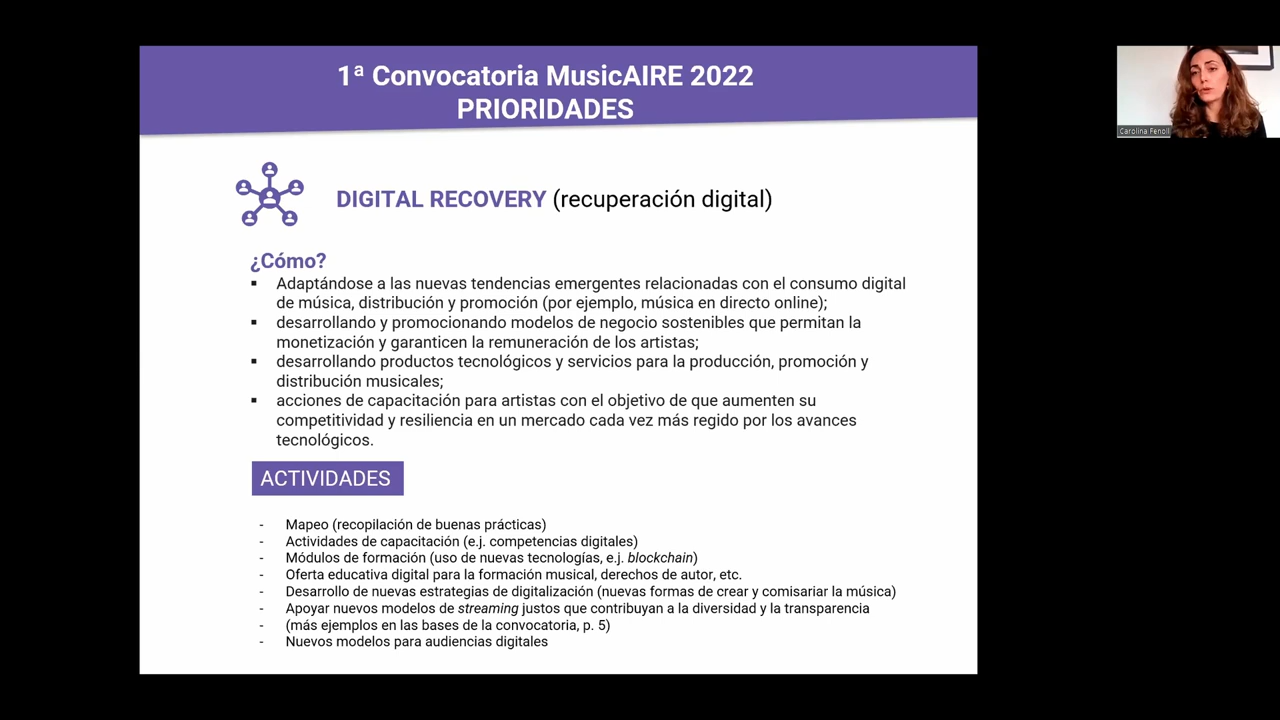 1ª Convocatoria MusicAIRE 2022
PRIORIDADES
DIGITAL RECOVERY (recuperación digital)
¿Cómo?
▪ Adaptándose a las nuevas tendencias emergentes relacionadas con el consumo digital
de música, distribución y promoción (por ejemplo, música en directo online);
▪ desarrollando y promocionando modelos de negocio sostenibles que permitan la
monetización y garanticen la remuneración de los artistas;
▪ desarrollando productos tecnológicos y servicios para la producción, promoción y
distribución musicales;
▪ acciones de capacitación para artistas con el objetivo de que aumenten su
competitividad y resiliencia en un mercado cada vez más regido por los avances
tecnológicos.
ACTIVIDADES
- Mapeo (recopilación de buenas prácticas)
- Actividades de capacitación (e.j. competencias digitales)
- Módulos de formación (uso de nuevas tecnologías, e.j. blockchain)
- Oferta educativa digital para la formación musical, derechos de autor, etc.
- Desarrollo de nuevas estrategias de digitalización (nuevas formas de crear y comisariar la música)
- Apoyar nuevos modelos de streaming justos que contribuyan a la diversidad y la transparencia
- (más ejemplos en las bases de la convocatoria, p. 5)
- Nuevos modelos para audiencias digitales
Carolina Fenoll